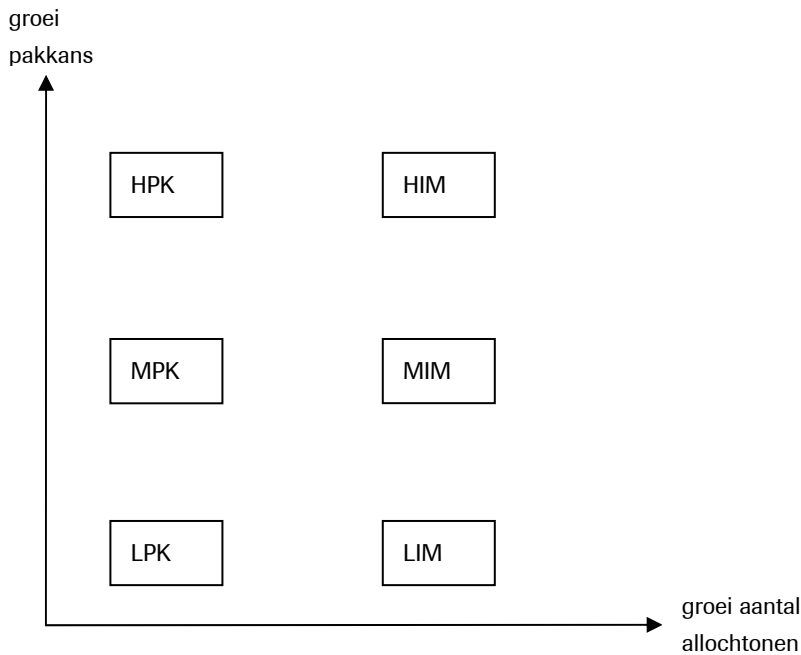 groei
pakkans
HPK HIM
MPK MIM
LPK LIM
groei aantal
allochtonen